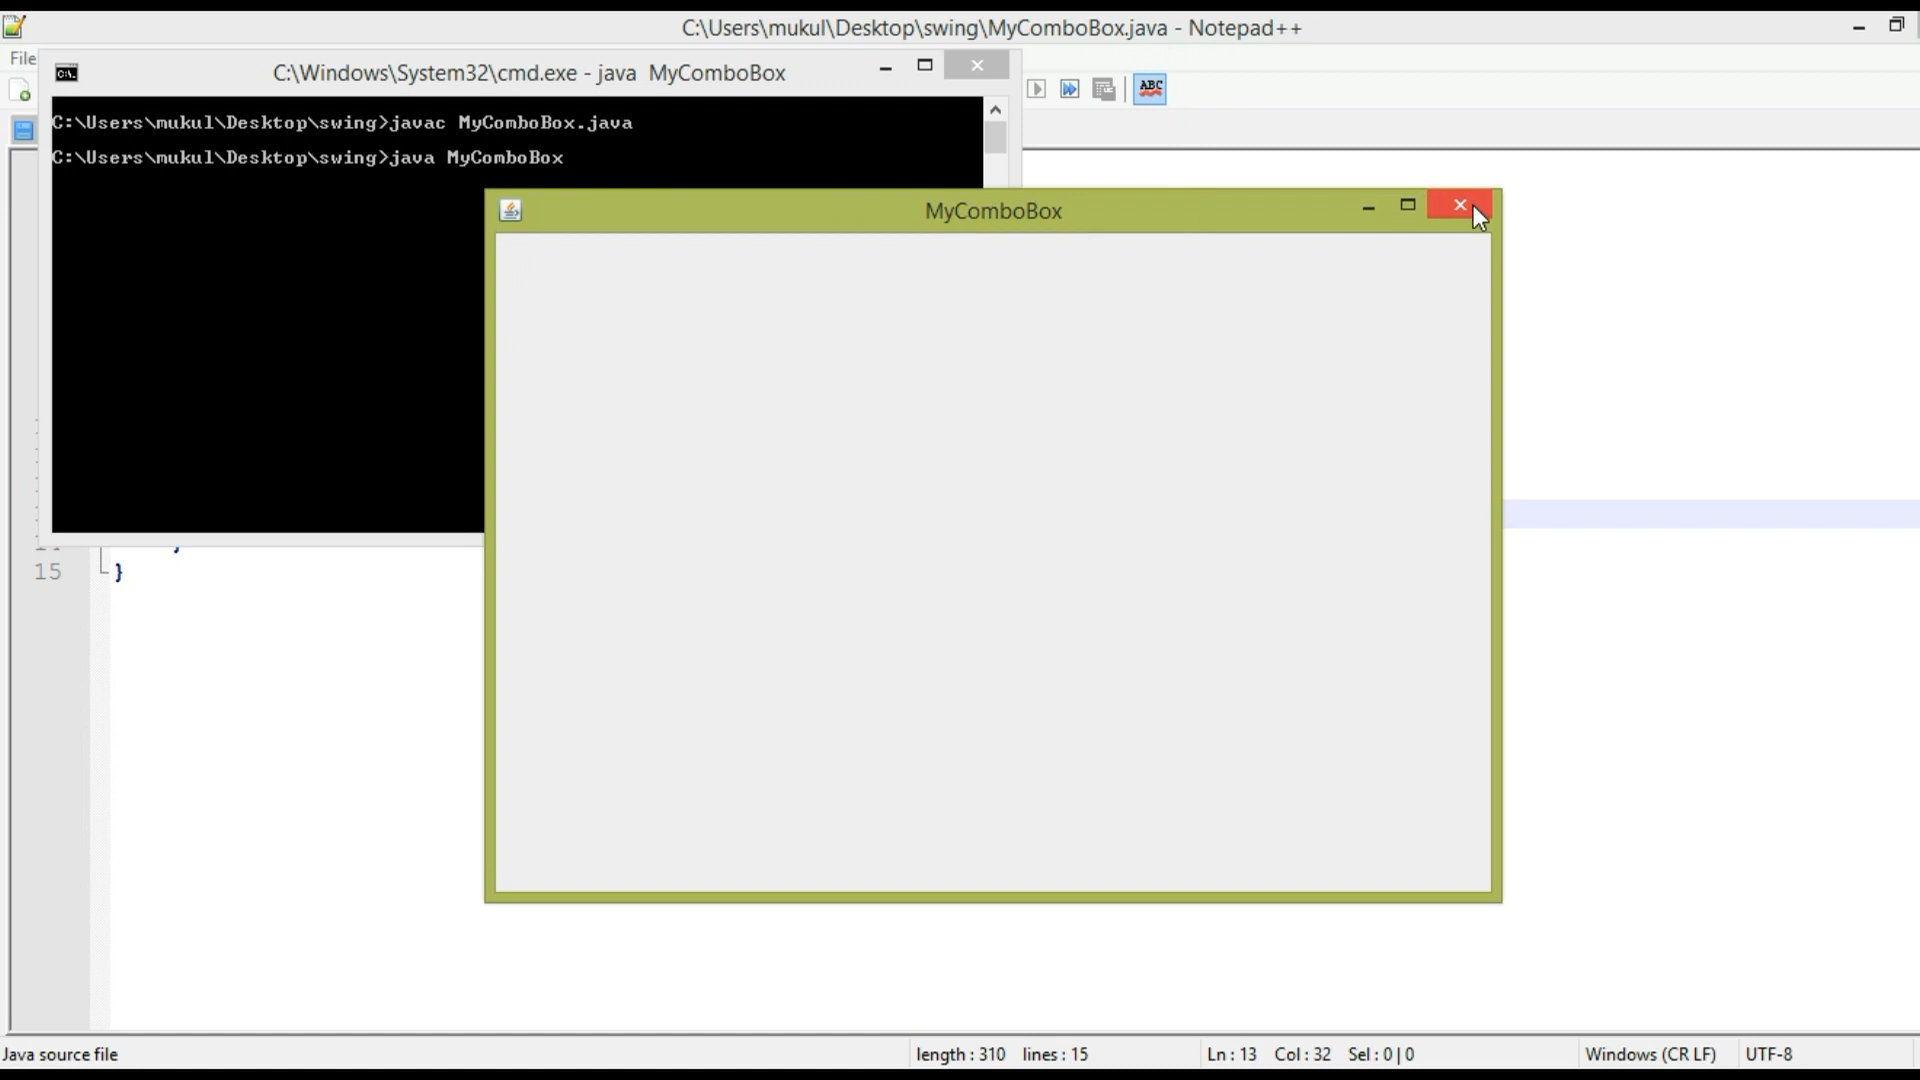 C:\Users\mukul\Desktop\swing\MyComboBox.java - Notepad++
File
C:\Windows\System32\cmd.exe - java  MyComboBox
ABC
C:\Users\mukul\Desktop\swing>javac MyComboBox.java
C:\Users\mukul\Desktop\swing>java MyComboBox
MyComboBox
15 }
Java source file
length : 310   lines : 15
Ln : 13   Col : 32   Sel : 0 | 0
Windows (CR LF)
UTF-8